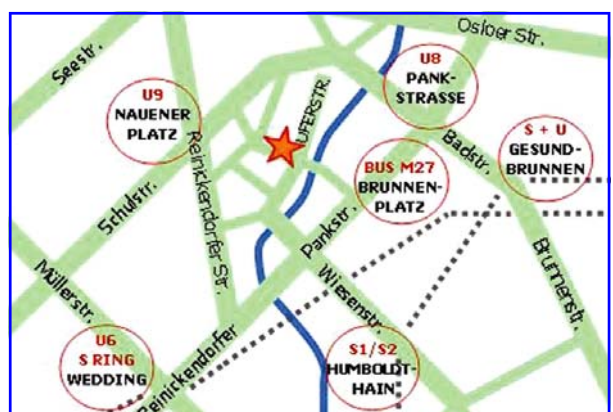 Osloer Str.
Seestr.
U8
PANK-
STRASSE
U9
NAUENER
PLATZ
UFERSTR.
S + U
GESUND-
BRUNNEN
Badstr.
Reinickendorfer Str.
BUS M27
BRUNNEN-
PLATZ
Schulstr.
Pankstr.
Müllerstr.
Wiesenstr.
Brunnenstr.
U6
S RING
WEDDING
Reinickendorfer
S1/S2
HUMBOLDT-
HAIN